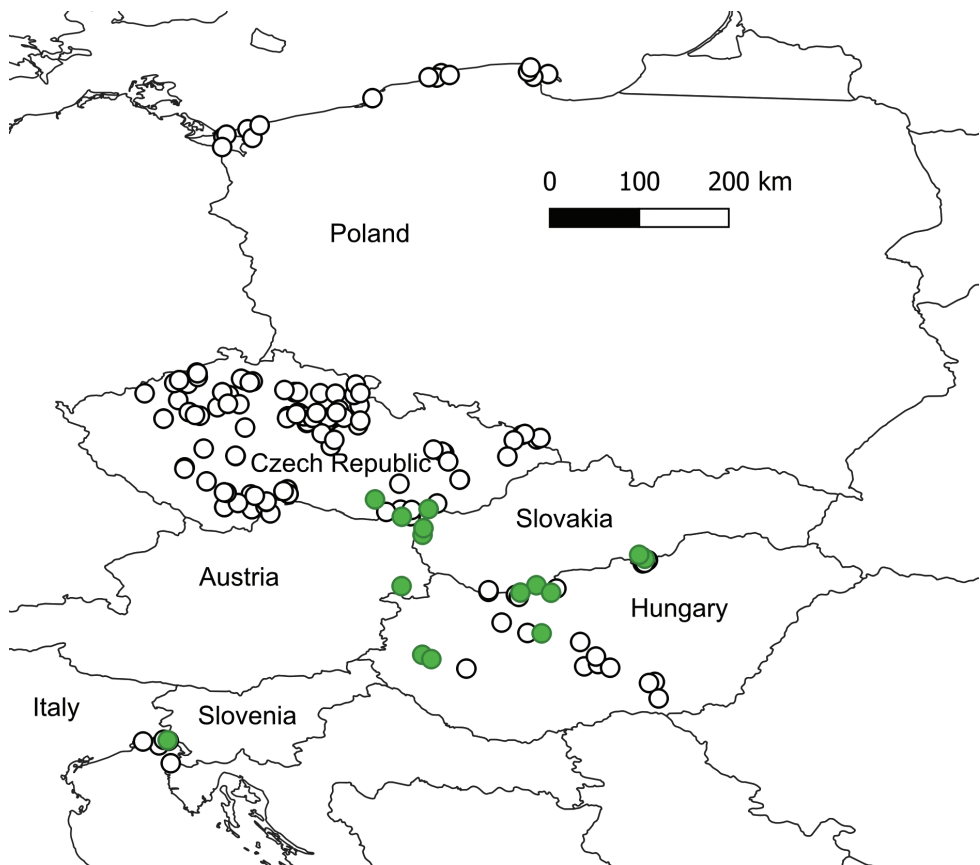 0 100 200 km
Poland
Czech Republic
Slovakia
Austria
Hungary
Italy
Slovenia